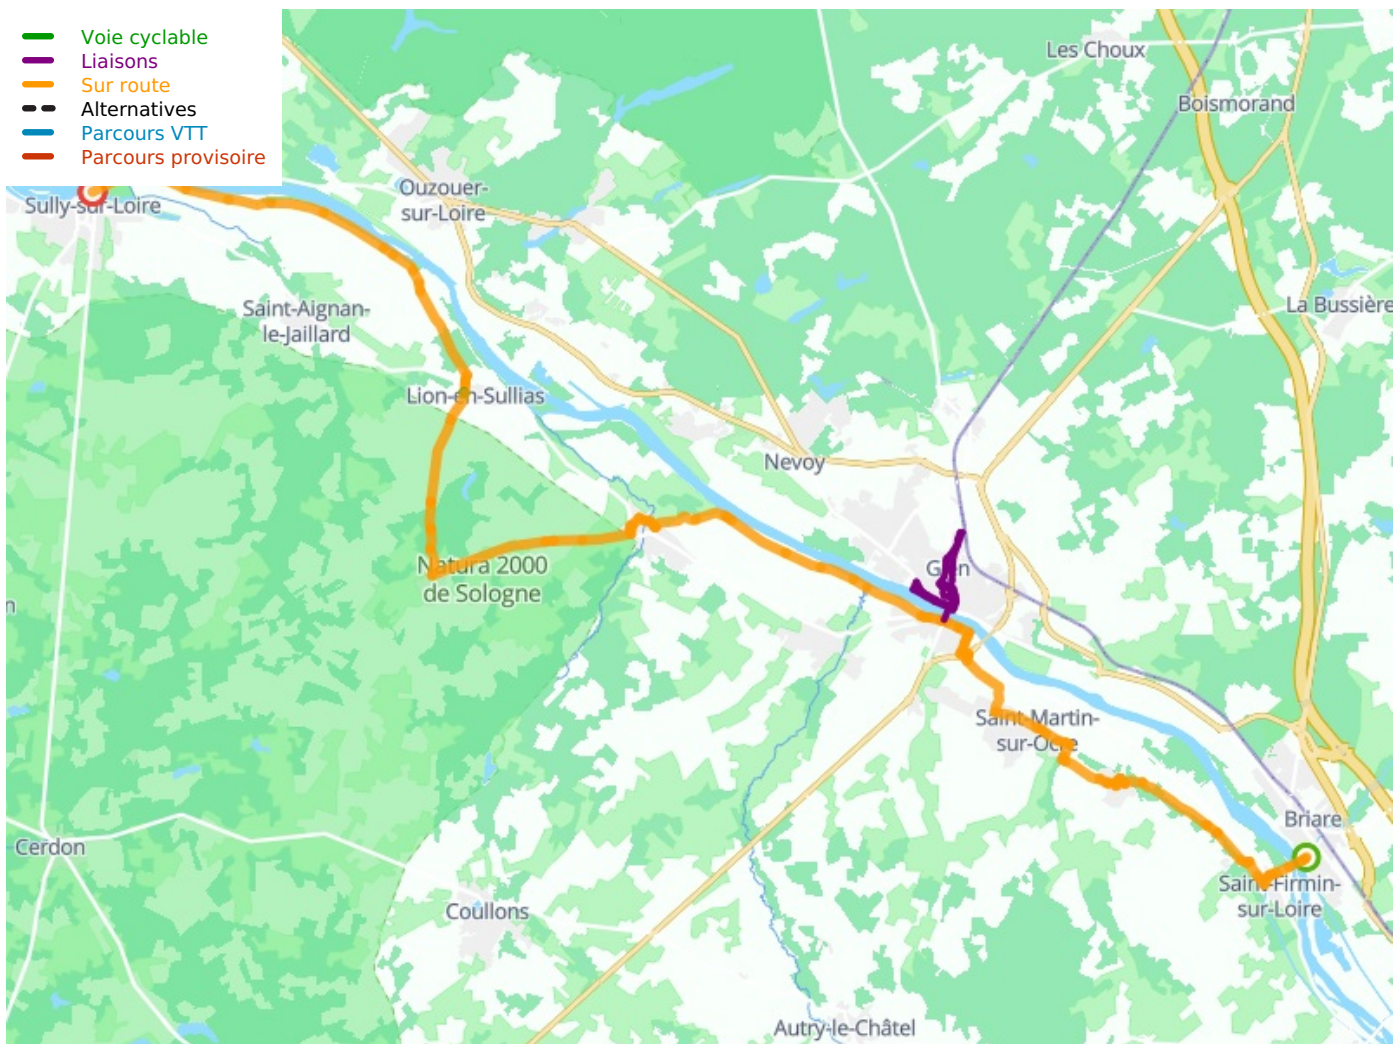 Voie cyclable
Liaisons
Sur route
Alternatives
Parcours VTT
Parcours provisoire
Les Choux
Boismorand
Ouzouer-
sur-Loire
Sully-sur-Loire
La Bussière
Saint-Aignan-
le-Jaillard
Lion-en-Sullias
Nevoy
Gien
Natura 2000
de Sologne
n
Saint-Martin-
sur-Ocre
Briare
Cerdon
Saint-Firmin-
sur-Loire
Coullons
Autry-le-Châtel